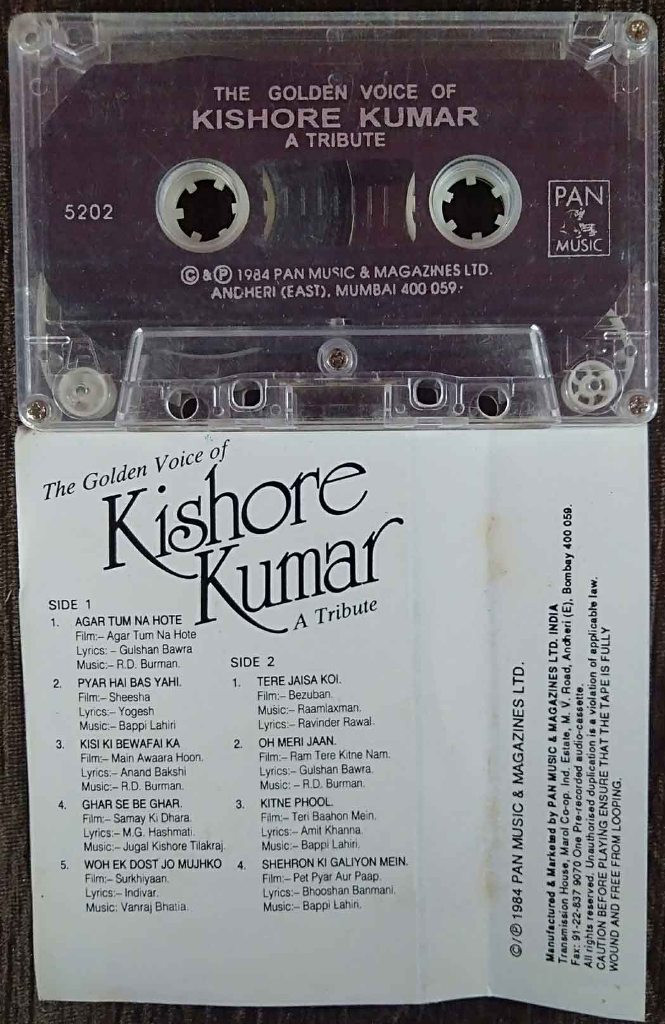 THE GOLDEN VOICE OF
KISHORE KUMAR
A TRIBUTE
5202
PAN
MUSIC
© & ℗ 1984 PAN MUSIC & MAGAZINES LTD.
ANDHERI (EAST), MUMBAI 400 059.
The Golden Voice of
Kishore
Kumar
A Tribute
SIDE 1
1. AGAR TUM NA HOTE
Film:– Agar Tum Na Hote
Lyrics: – Gulshan Bawra
Music:– R.D. Burman.
2. PYAR HAI BAS YAHI.
Film:– Sheesha
Lyrics:– Yogesh
Music:– Bappi Lahiri
3. KISI KI BEWAFAI KA
Film:– Main Awaara Hoon.
Lyrics:– Anand Bakshi
Music:– R.D. Burman.
4. GHAR SE BE GHAR.
Film:– Samay Ki Dhara.
Lyrics:– M.G. Hashmati.
Music:– Jugal Kishore Tilakraj.
5. WOH EK DOST JO MUJHKO
Film:– Surkhiyaan.
Lyrics:– Indivar.
Music: Vanraj Bhatia.
SIDE 2
1. TERE JAISA KOI.
Film:– Bezuban.
Music:– Raamlaxman.
Lyrics:– Ravinder Rawal.
2. OH MERI JAAN.
Film:– Ram Tere Kitne Nam.
Lyrics:– Gulshan Bawra.
Music: – R.D. Burman.
3. KITNE PHOOL.
Film:– Teri Baahon Mein.
Lyrics:– Amit Khanna.
Music:– Bappi Lahiri.
4. SHEHRON KI GALIYON MEIN.
Film:– Pet Pyar Aur Paap.
Lyrics:– Bhooshan Banmani.
Music:– Bappi Lahiri.
©/℗ 1984 PAN MUSIC & MAGAZINES LTD.
Manufactured & Marketed by PAN MUSIC & MAGAZINES LTD. INDIA
Transmission House, Marol Co-op. Ind. Estate, M. V. Road, Andheri (E), Bombay 400 059.
Fax: 91-22-837 9070 One Pre-recorded audio-cassette.
All rights reserved. Unauthorised duplication is a violation of applicable law.
CAUTION BEFORE PLAYING ENSURE THAT THE TAPE IS FULLY
WOUND AND FREE FROM LOOPING.